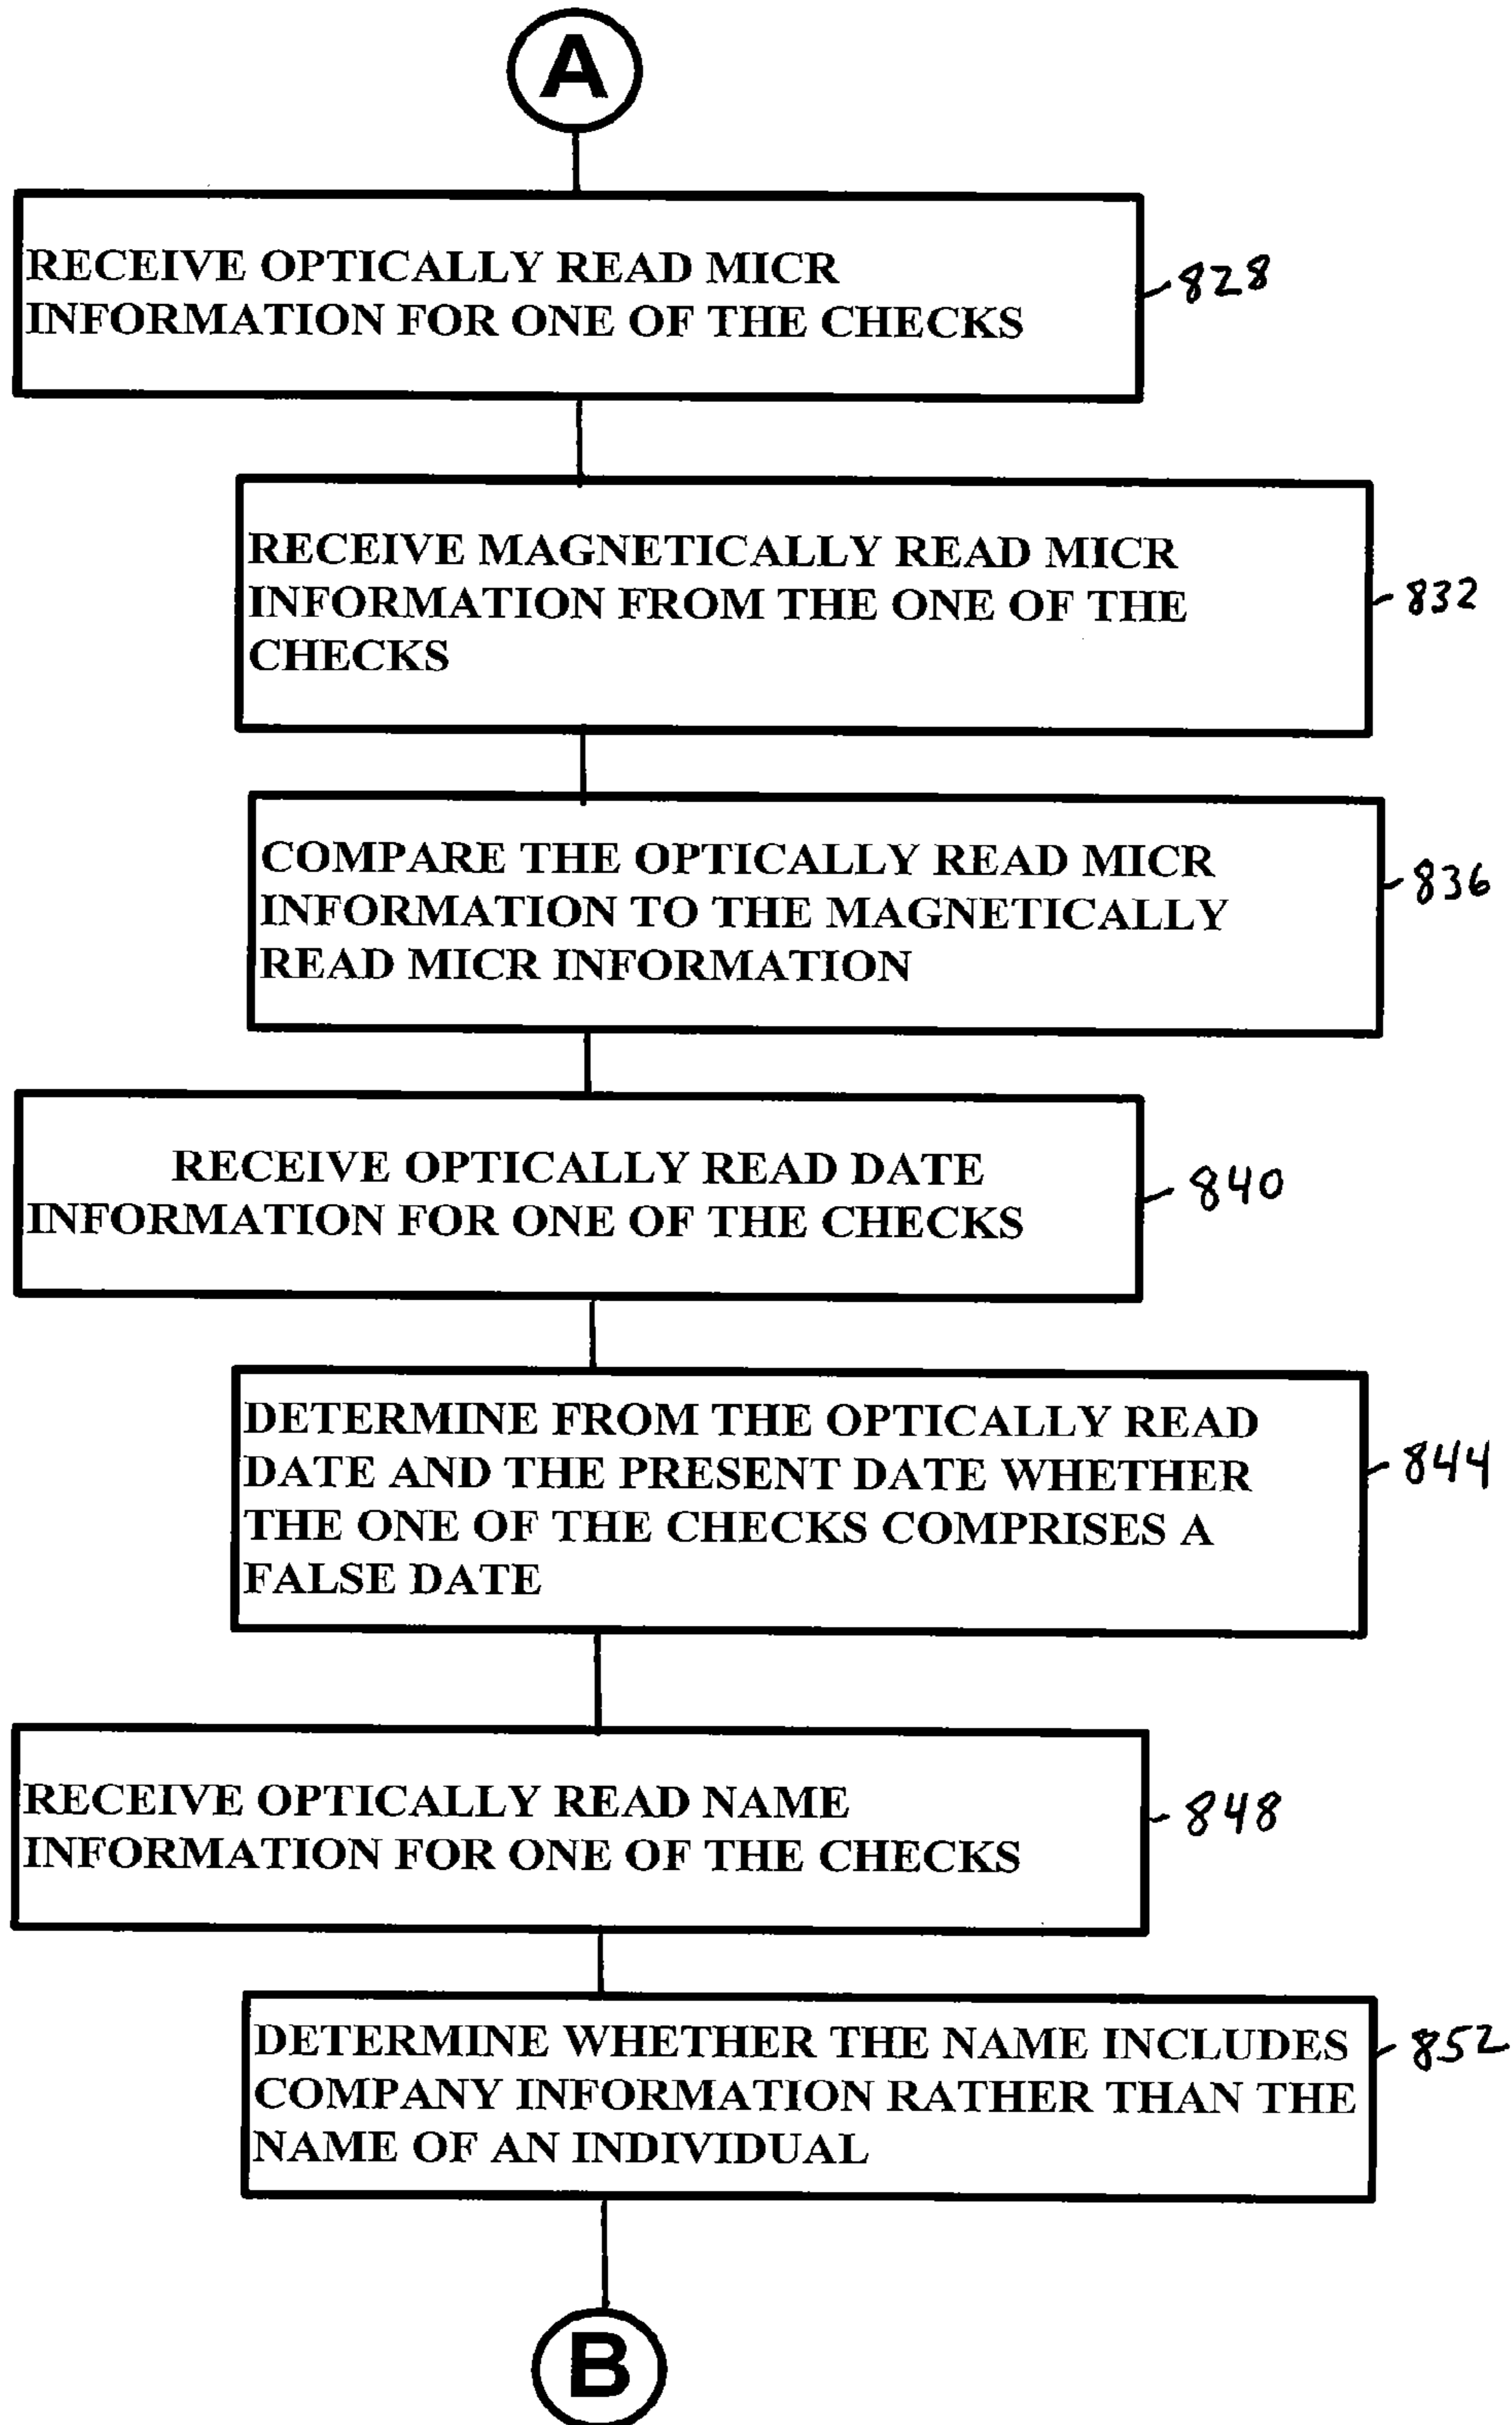 A
RECEIVE OPTICALLY READ MICR
INFORMATION FOR ONE OF THE CHECKS
828
RECEIVE MAGNETICALLY READ MICR
INFORMATION FROM THE ONE OF THE
CHECKS
832
COMPARE THE OPTICALLY READ MICR
INFORMATION TO THE MAGNETICALLY
READ MICR INFORMATION
836
RECEIVE OPTICALLY READ DATE
INFORMATION FOR ONE OF THE CHECKS
840
DETERMINE FROM THE OPTICALLY READ
DATE AND THE PRESENT DATE WHETHER
THE ONE OF THE CHECKS COMPRISES A
FALSE DATE
844
RECEIVE OPTICALLY READ NAME
INFORMATION FOR ONE OF THE CHECKS
848
DETERMINE WHETHER THE NAME INCLUDES
COMPANY INFORMATION RATHER THAN THE
NAME OF AN INDIVIDUAL
852
B